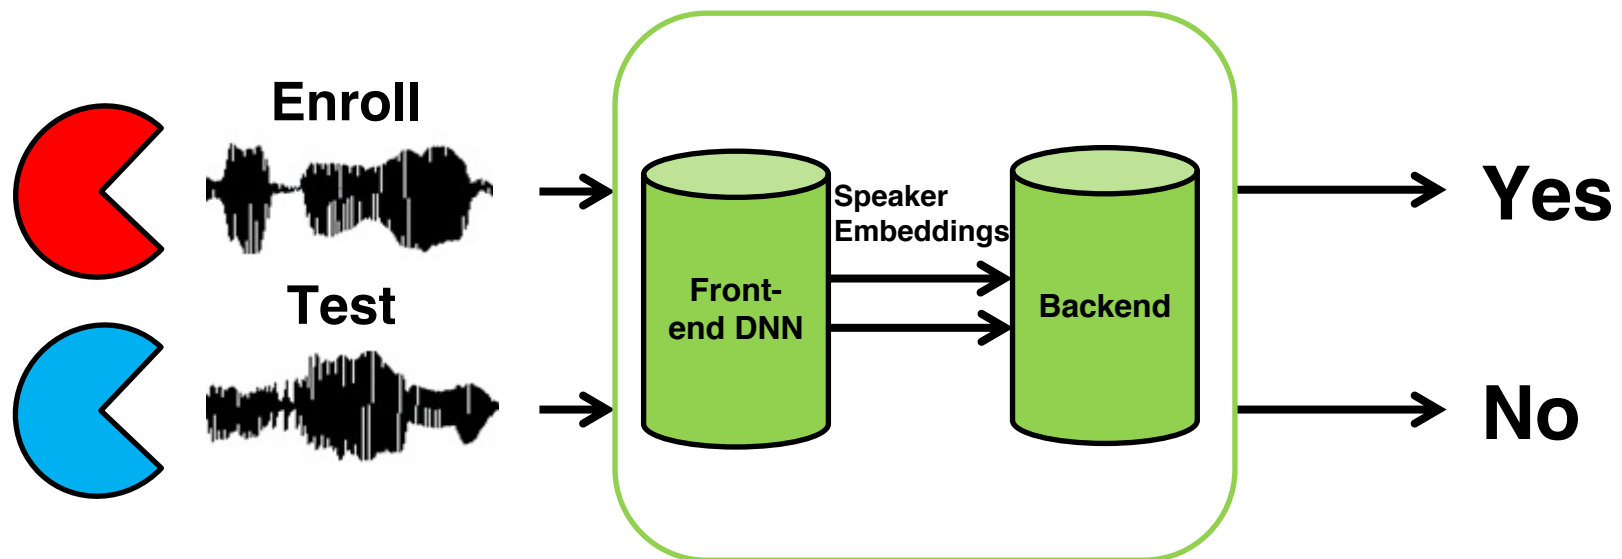 Enroll
Test
Front-
end DNN
Speaker
Embeddings
Backend
Yes
No